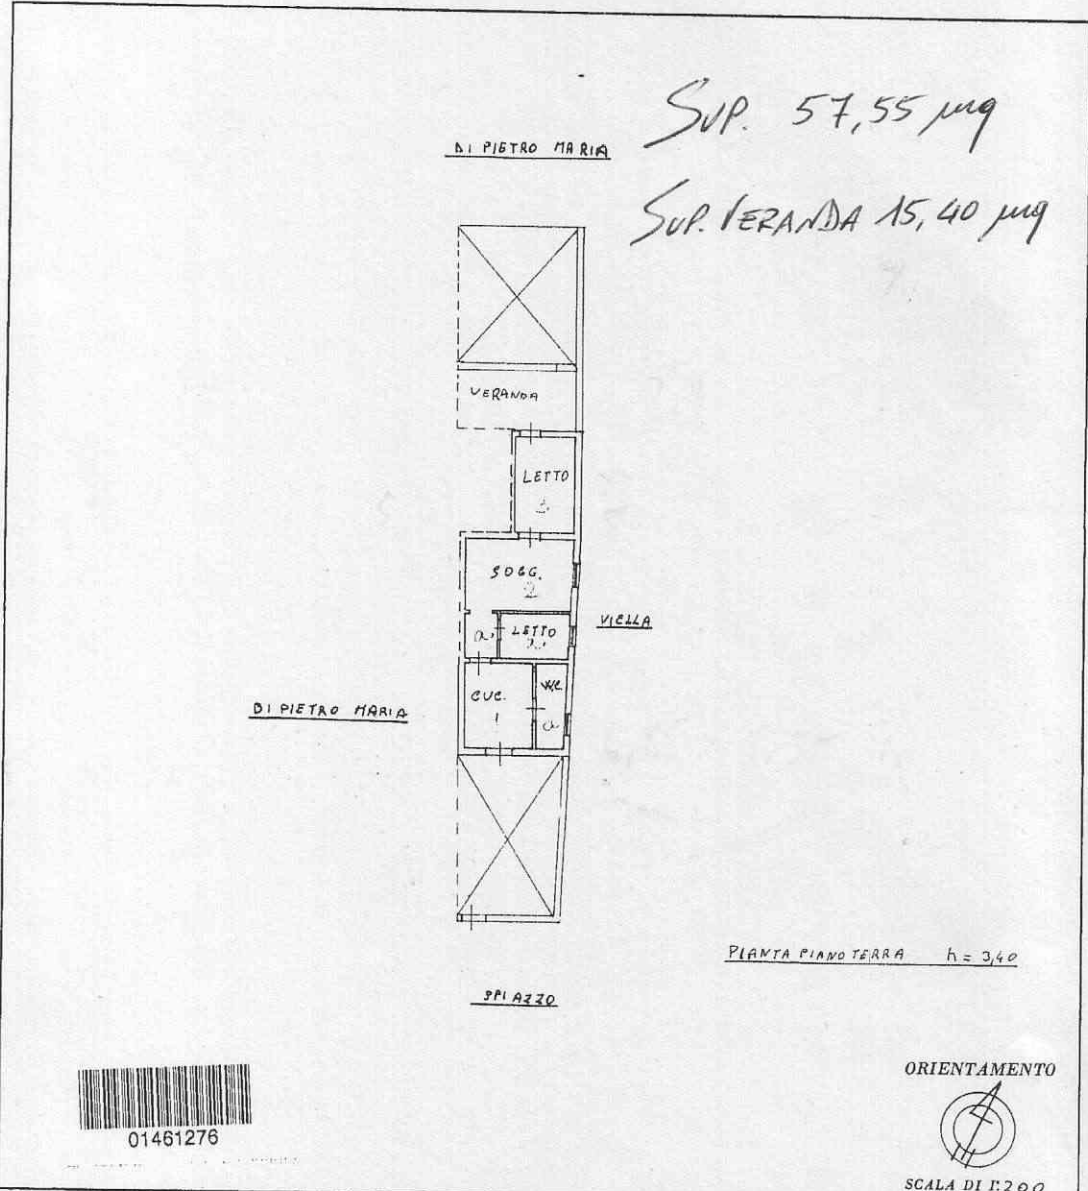 SUP. 57,55 mq
DI PIETRO MARIA
SUP. VERANDA 15,40 mq
VERANDA
LETTO
3
SOGG.
2
VIELLA
a
LETTO
CUC.
WC
1
a
DI PIETRO MARIA
PIANTA PIANO TERRA h = 3,40
SPIAZZO
ORIENTAMENTO
01461276
SCALA DI 1:200